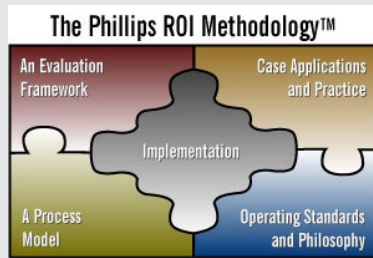 The Phillips ROI Methodology™
An Evaluation
Framework
Case Applications
and Practice
Implementation
A Process
Model
Operating Standards
and Philosophy